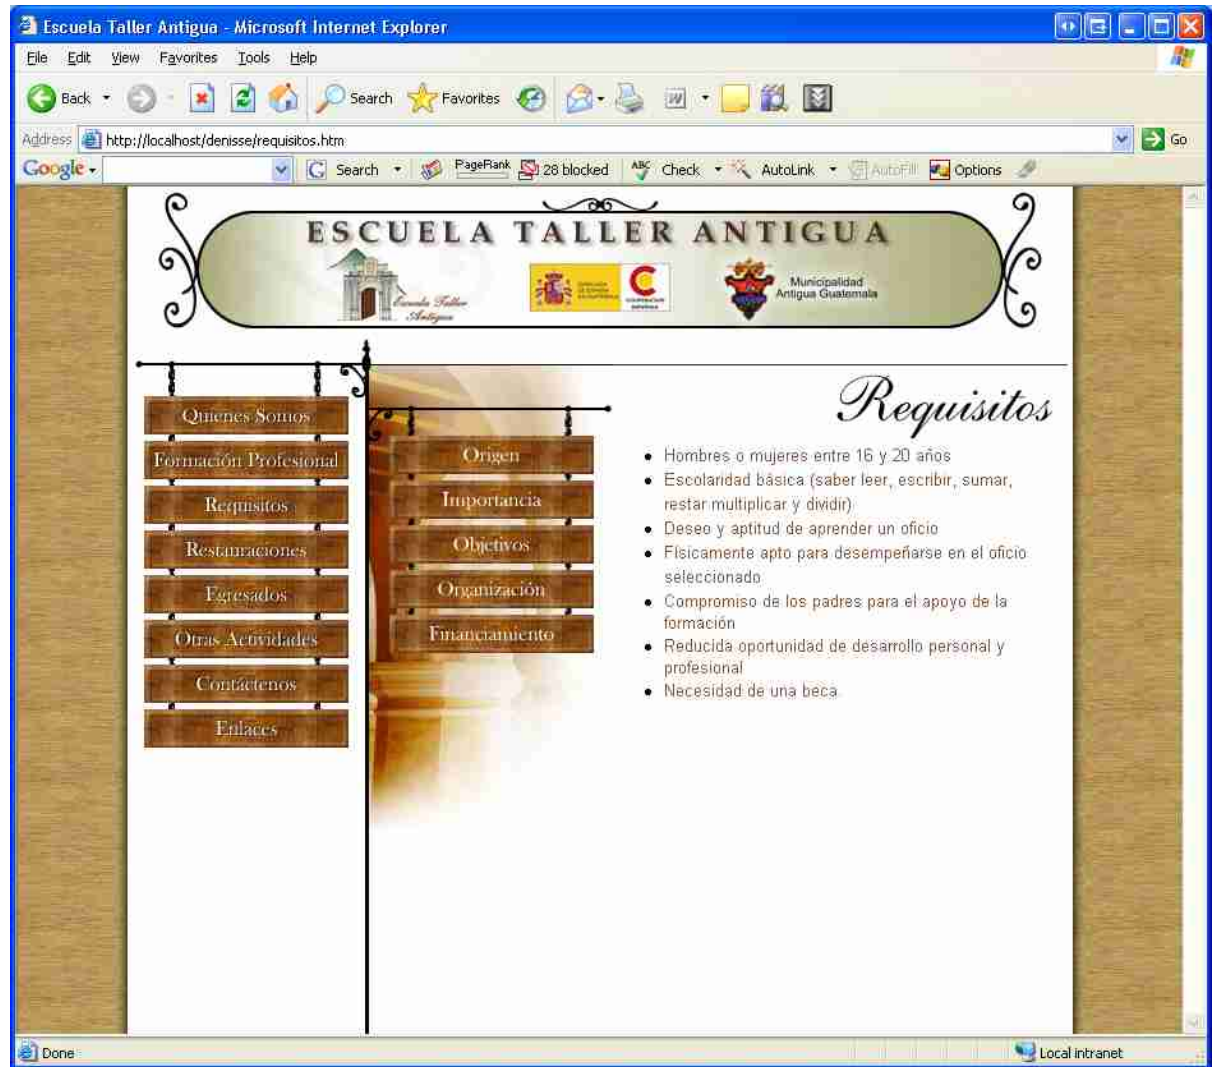 Escuela Taller Antigua - Microsoft Internet Explorer
File Edit View Favorites Tools Help
Back Search Favorites
Address http://localhost/denisse/requisitos.htm Go
Google Search PageRank 28 blocked Check AutoLink AutoFill Options
ESCUELA TALLER ANTIGUA
Escuela Taller
Antigua
Municipalidad
Antigua Guatemala
COOPERACION
ESPAÑOLA
Requisitos
Quienes Somos
Formación Profesional
Requisitos
Restauraciones
Egresados
Otras Actividades
Contáctenos
Enlaces
Origen
Importancia
Objetivos
Organización
Financiamiento
Hombres o mujeres entre 16 y 20 años
Escolaridad básica (saber leer, escribir, sumar,
restar multiplicar y dividir)
Deseo y aptitud de aprender un oficio
Físicamente apto para desempeñarse en el oficio
seleccionado
Compromiso de los padres para el apoyo de la
formación
Reducida oportunidad de desarrollo personal y
profesional
Necesidad de una beca
Done Local intranet